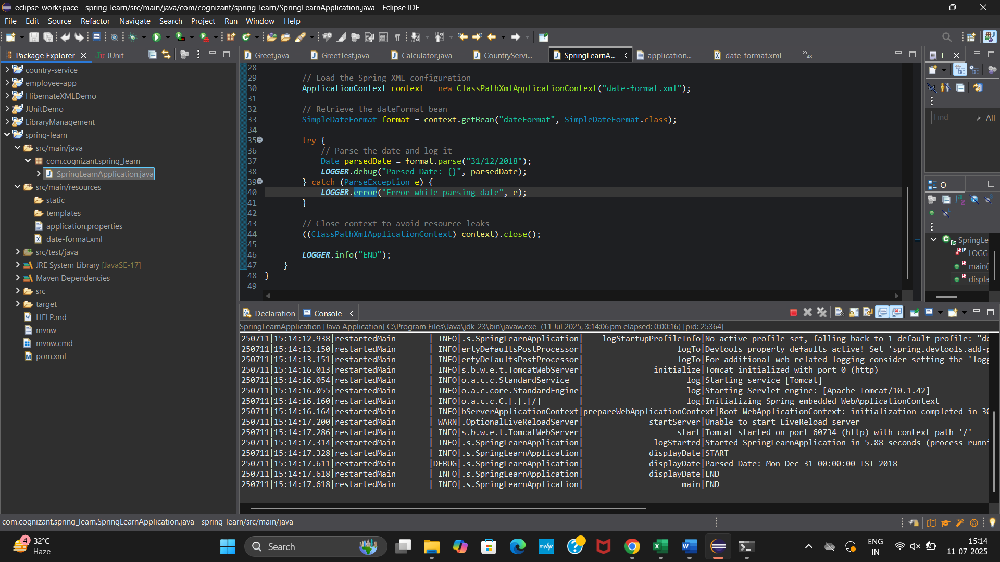 eclipse-workspace - spring-learn/src/main/java/com/cognizant/spring_learn/SpringLearnApplication.java - Eclipse IDE
File Edit Source Refactor Navigate Search Project Run Window Help
Package Explorer
JUnit
country-service
employee-app
HibernateXMLDemo
JUnitDemo
LibraryManagement
spring-learn
src/main/java
com.cognizant.spring_learn
SpringLearnApplication.java
src/main/resources
static
templates
application.properties
date-format.xml
src/test/java
JRE System Library [JavaSE-17]
Maven Dependencies
src
target
HELP.md
mvnw
mvnw.cmd
pom.xml
Greet.java GreetTest.java Calculator.java CountryServi... SpringLearnA... application... date-format.xml »48
28
29 // Load the Spring XML configuration
30 ApplicationContext context = new ClassPathXmlApplicationContext("date-format.xml");
31
32 // Retrieve the dateFormat bean
33 SimpleDateFormat format = context.getBean("dateFormat", SimpleDateFormat.class);
34
35 try {
36 // Parse the date and log it
37 Date parsedDate = format.parse("31/12/2018");
38 LOGGER.debug("Parsed Date: {}", parsedDate);
39 } catch (ParseException e) {
40 LOGGER.error("Error while parsing date", e);
41 }
42
43 // Close context to avoid resource leaks
44 ((ClassPathXmlApplicationContext) context).close();
45
46 LOGGER.info("END");
47 }
48 }
49
T
Find
All
O
SpringLe
LOGG
main(
displa
Declaration Console
SpringLearnApplication [Java Application] C:\Program Files\Java\jdk-23\bin\javaw.exe (11 Jul 2025, 3:14:06 pm elapsed: 0:00:16) [pid: 25364]
250711|15:14:12.938|restartedMain | INFO|.s.SpringLearnApplication| logStartupProfileInfo|No active profile set, falling back to 1 default profile: "de
250711|15:14:13.150|restartedMain | INFO|ertyDefaultsPostProcessor| logTo|Devtools property defaults active! Set 'spring.devtools.add-p
250711|15:14:13.151|restartedMain | INFO|ertyDefaultsPostProcessor| logTo|For additional web related logging consider setting the 'logg
250711|15:14:16.013|restartedMain | INFO|s.b.w.e.t.TomcatWebServer| initialize|Tomcat initialized with port 0 (http)
250711|15:14:16.054|restartedMain | INFO|o.a.c.c.StandardService | log|Starting service [Tomcat]
250711|15:14:16.055|restartedMain | INFO|o.a.c.core.StandardEngine| log|Starting Servlet engine: [Apache Tomcat/10.1.42]
250711|15:14:16.160|restartedMain | INFO|o.a.c.c.C.[.[.[/] | log|Initializing Spring embedded WebApplicationContext
250711|15:14:16.164|restartedMain | INFO|bServerApplicationContext|prepareWebApplicationContext|Root WebApplicationContext: initialization completed in 30
250711|15:14:17.200|restartedMain | WARN|.OptionalLiveReloadServer| startServer|Unable to start LiveReload server
250711|15:14:17.286|restartedMain | INFO|s.b.w.e.t.TomcatWebServer| start|Tomcat started on port 60734 (http) with context path '/'
250711|15:14:17.314|restartedMain | INFO|.s.SpringLearnApplication| logStarted|Started SpringLearnApplication in 5.88 seconds (process runni
250711|15:14:17.328|restartedMain | INFO|.s.SpringLearnApplication| displayDate|START
250711|15:14:17.611|restartedMain |DEBUG|.s.SpringLearnApplication| displayDate|Parsed Date: Mon Dec 31 00:00:00 IST 2018
250711|15:14:17.618|restartedMain | INFO|.s.SpringLearnApplication| displayDate|END
250711|15:14:17.618|restartedMain | INFO|.s.SpringLearnApplication| main|END
com.cognizant.spring_learn.SpringLearnApplication.java - spring-learn/src/main/java
4
32°C
Haze
Search
myhp
ENG
IN
15:14
11-07-2025